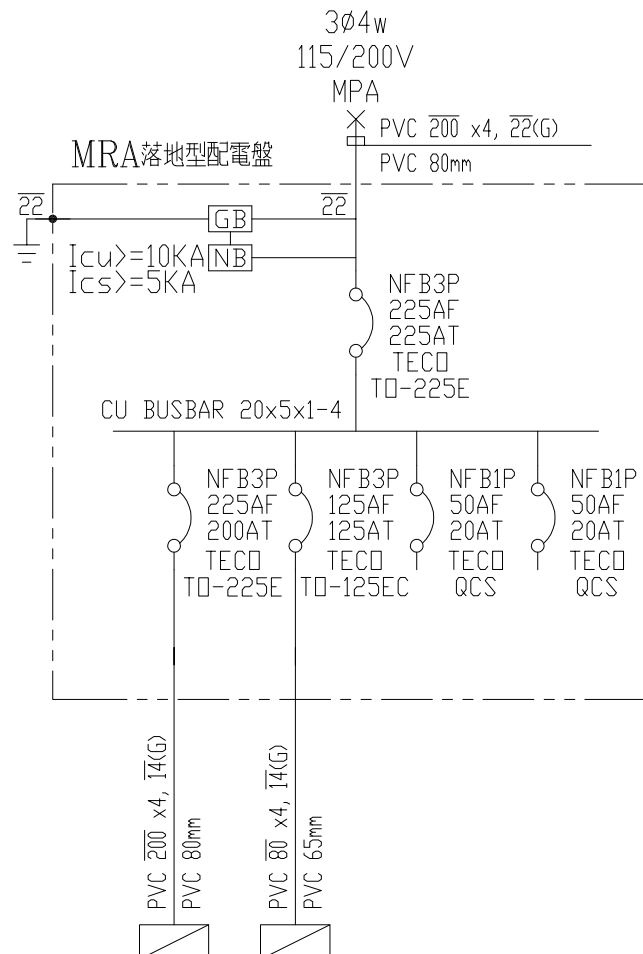 3Ø4w
115/200V
MPA
PVC 200 x4, 22(G)
PVC 80mm
MRA落地型配電盤
22
GB
22
Icu>=10KA
NB
Ics>=5KA
NFB3P
225AF
225AT
TECO
TO-225E
CU BUSBAR 20x5x1-4
NFB3P
225AF
200AT
TECO
TO-225E
NFB3P
125AF
125AT
TECO
TO-125EC
NFB1P
50AF
20AT
TECO
QCS
NFB1P
50AF
20AT
TECO
QCS
PVC 200 x4, 14(G)
PVC 80mm
PVC 80 x4, 14(G)
PVC 65mm